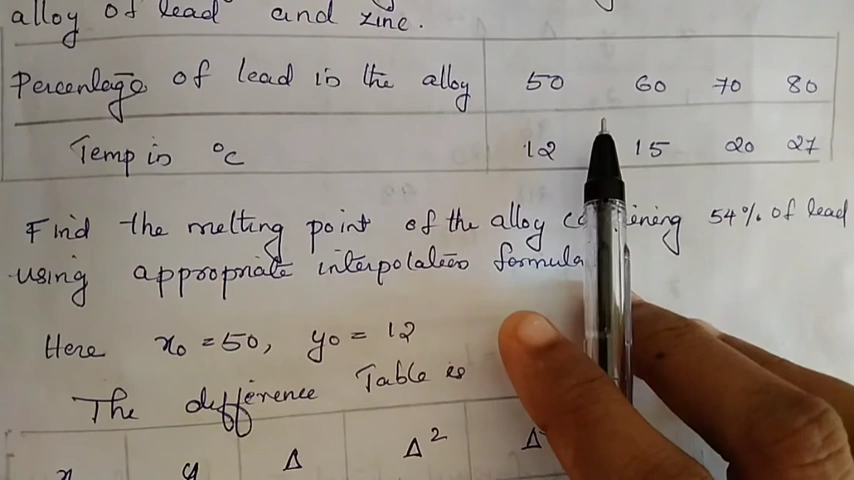 alloy of lead and zinc.
Percentage of lead in the alloy 50 60 70 80
Temp in °C 12 15 20 27
Find the melting point of the alloy containing 54% of lead
using appropriate interpolation formula
Here x₀ = 50, y₀ = 12
The difference Table is
x y Δ Δ² Δ